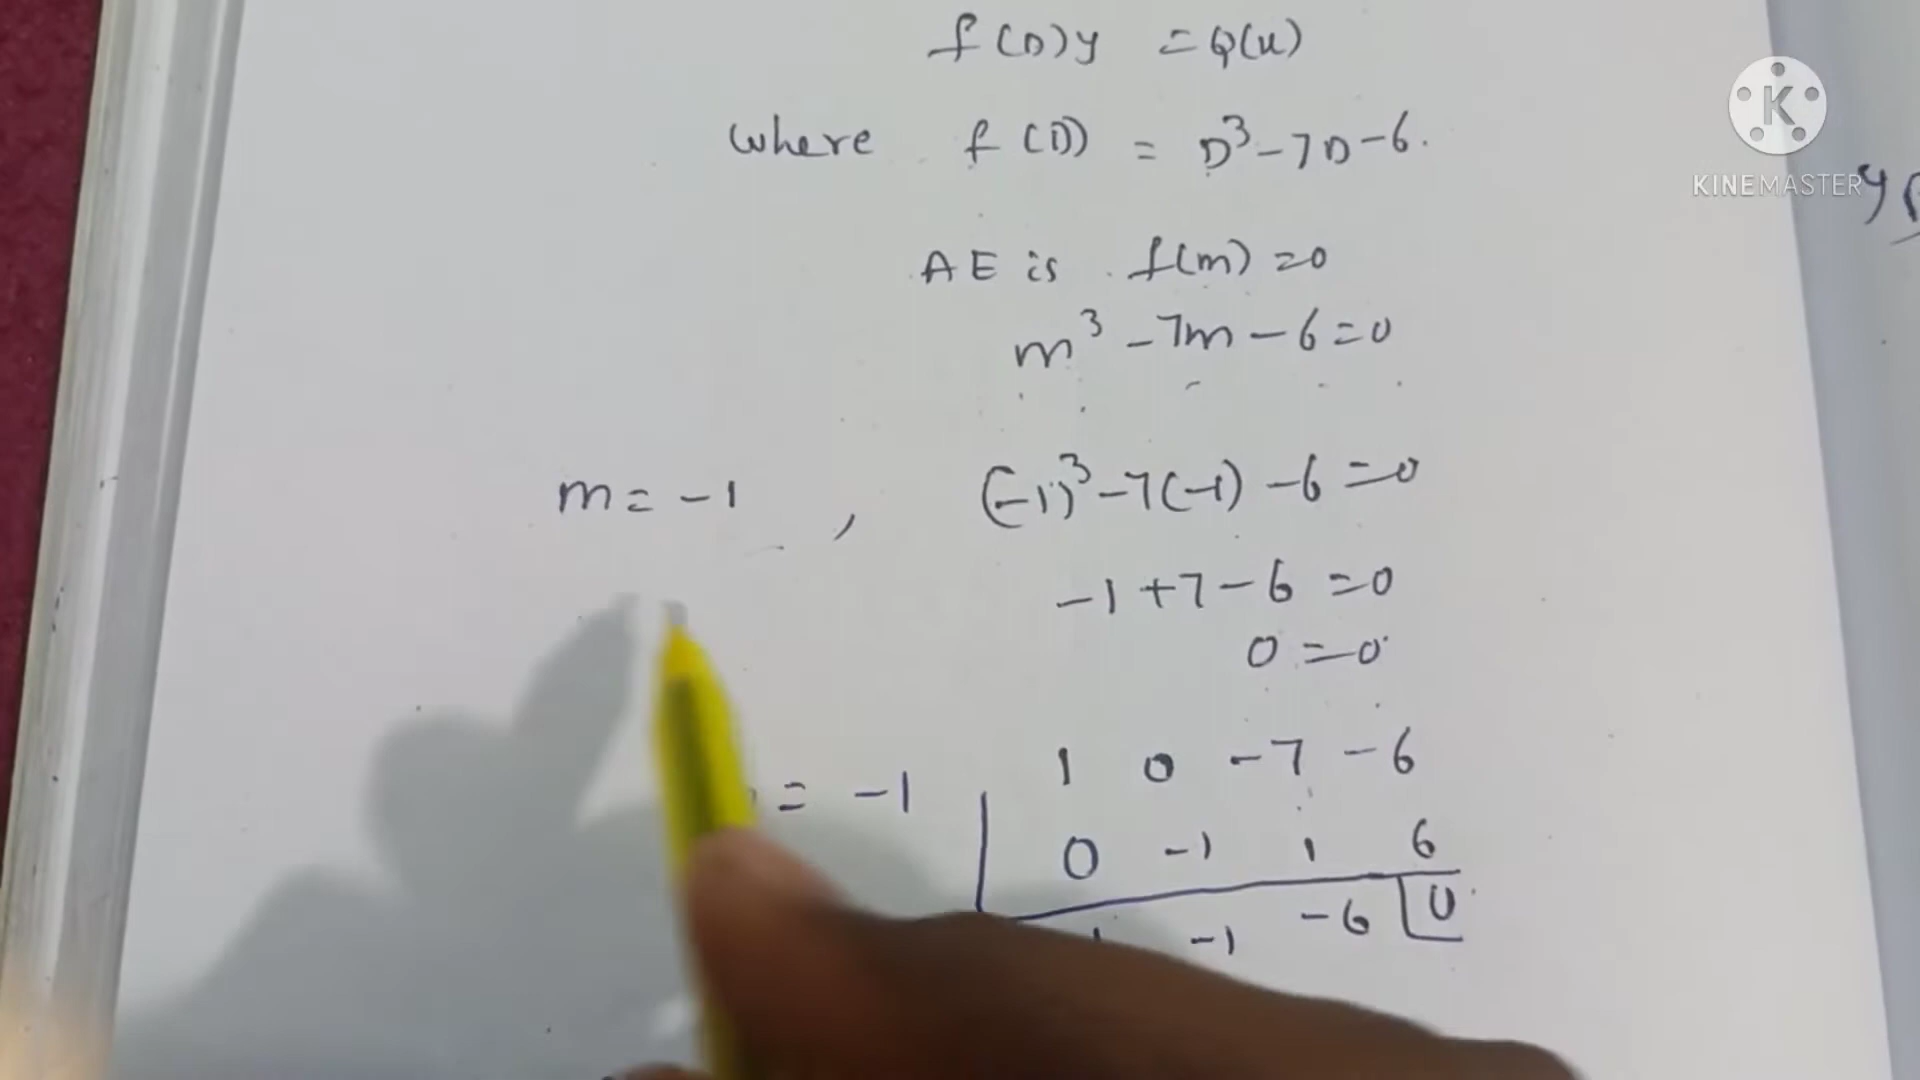 f(D)y = Q(x)
where f(D) = D³-7D-6.
AE is f(m)=0
m³-7m-6=0
m=-1, (-1)³-7(-1)-6=0
-1+7-6=0
0=0
= -1 1 0 -7 -6
0 -1 1 6
-1 -6 0
KINEMASTER
y